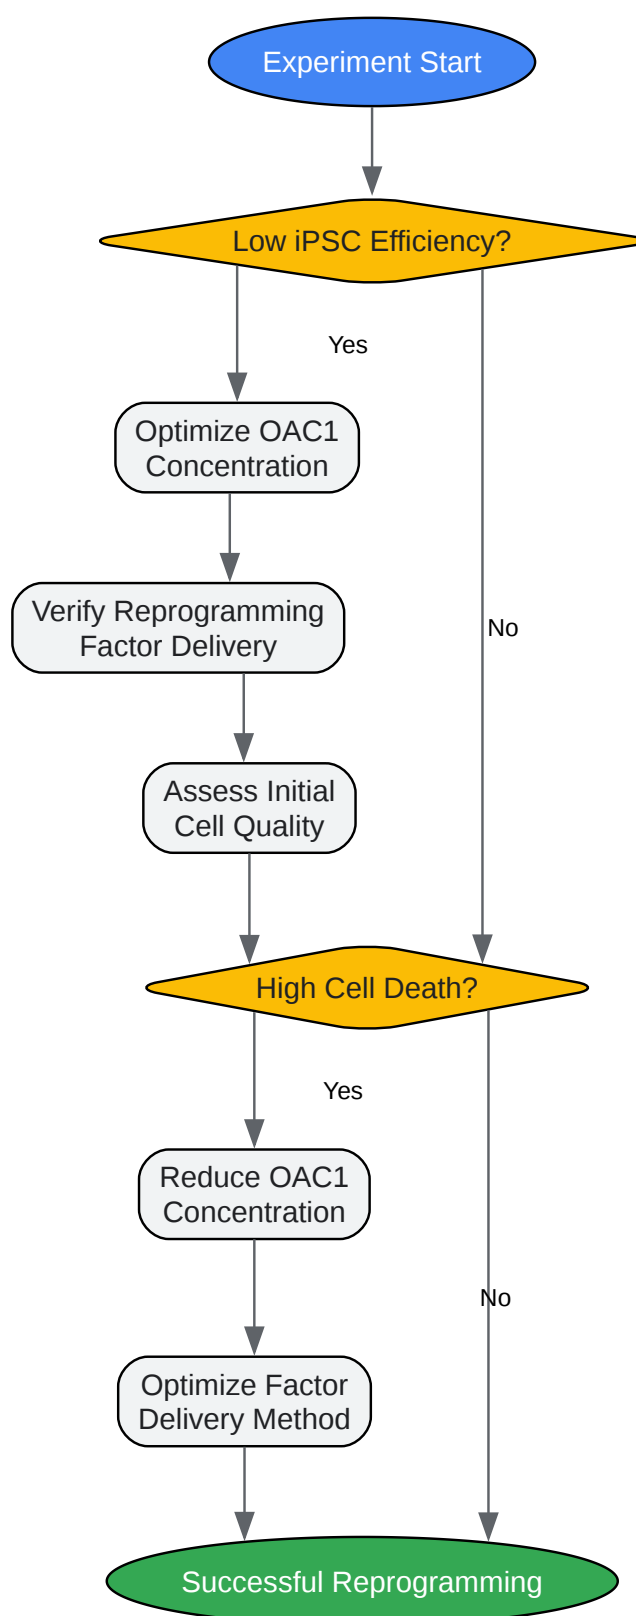 Experiment Start
Low iPSC Efficiency?
Yes
Optimize OAC1
Concentration
Verify Reprogramming
Factor Delivery
No
Assess Initial
Cell Quality
High Cell Death?
Yes
Reduce OAC1
Concentration
No
Optimize Factor
Delivery Method
Successful Reprogramming